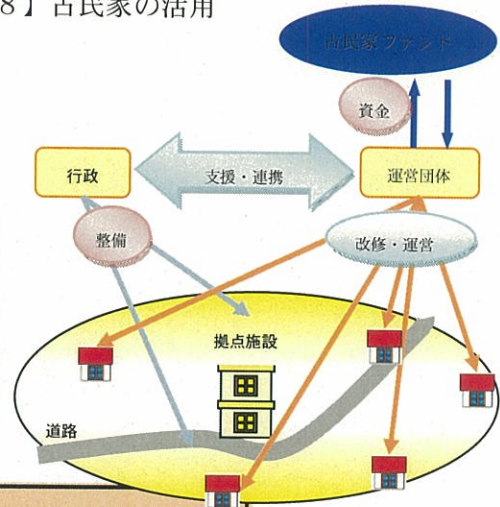 8】古民家の活用
古民家ファンド
資金
行政
支援・連携
運営団体
整備
改修・運営
拠点施設
道路